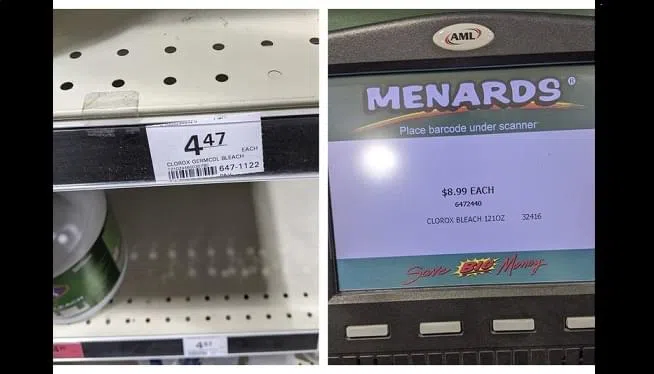 4 47
EACH
CLOROX GERMCDL BLEACH
647-1122
4
AML
MENARDS®
Place barcode under scanner
$8.99 EACH
6472440
CLOROX BLEACH 121OZ 32416
Save BIG Money